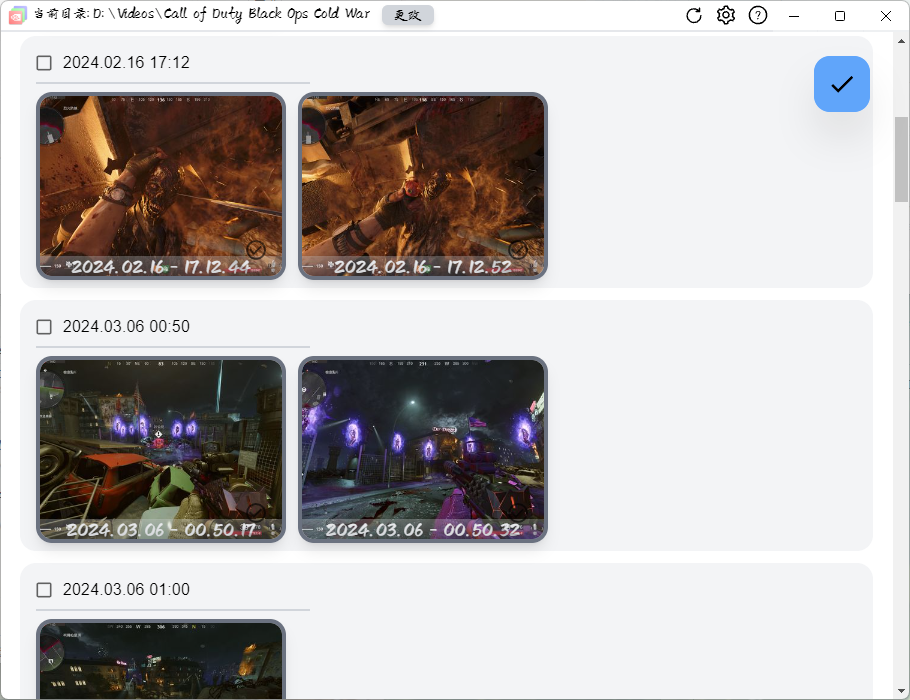 当前目录: D:\Videos\Call of Duty Black Ops Cold War
更改
2024.02.16 17:12
2024.02.16 - 17.12.44
2024.02.16 - 17.12.52
2024.03.06 00:50
2024.03.06 - 00.50.17
2024.03.06 - 00.50.32
2024.03.06 01:00